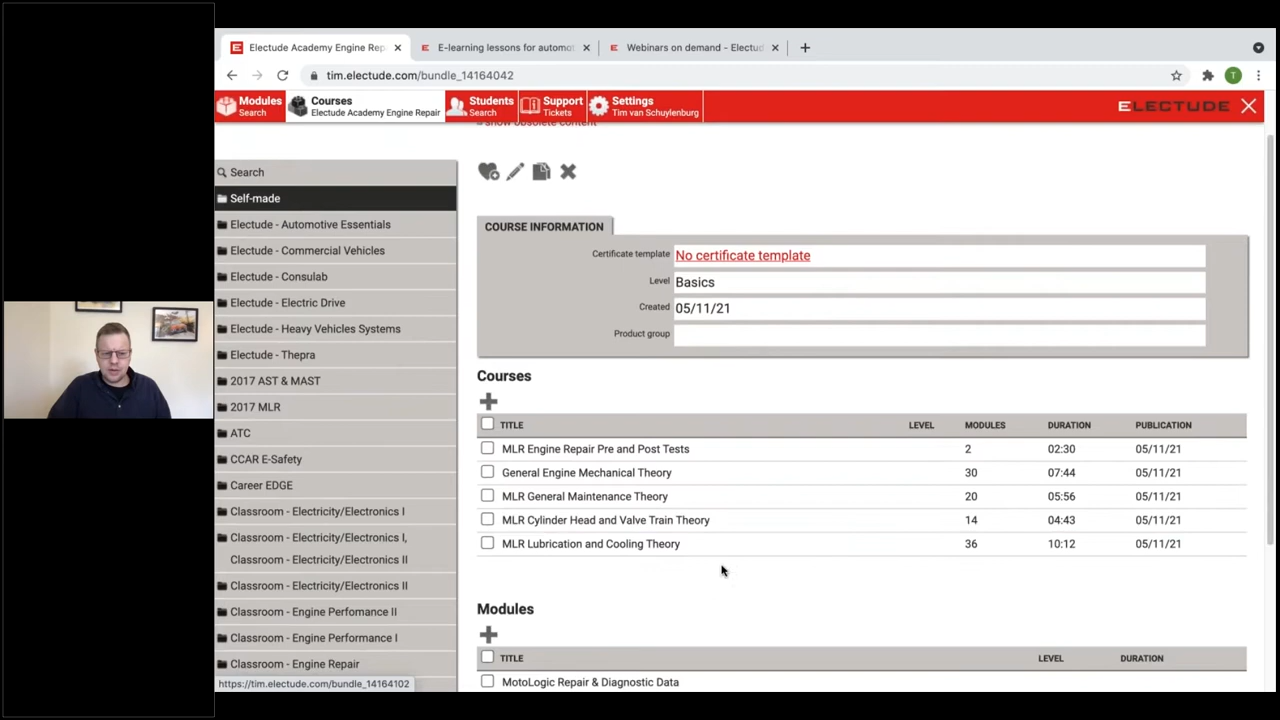 Electude Academy Engine Rep
E-learning lessons for automot
Webinars on demand - Electud
tim.electude.com/bundle_14164042
T
Modules
Search
Courses
Electude Academy Engine Repair
Students
Search
Support
Tickets
Settings
Tim van Schuylenburg
ELECTUDE
show obsolete content
Search
Self-made
Electude - Automotive Essentials
Electude - Commercial Vehicles
Electude - Consulab
Electude - Electric Drive
Electude - Heavy Vehicles Systems
Electude - Thepra
2017 AST & MAST
2017 MLR
ATC
CCAR E-Safety
Career EDGE
Classroom - Electricity/Electronics I
Classroom - Electricity/Electronics I,
Classroom - Electricity/Electronics II
Classroom - Electricity/Electronics II
Classroom - Engine Perfomance II
Classroom - Engine Performance I
Classroom - Engine Repair
https://tim.electude.com/bundle_14164102
COURSE INFORMATION
Certificate template No certificate template
Level Basics
Created 05/11/21
Product group
Courses
TITLE LEVEL MODULES DURATION PUBLICATION
MLR Engine Repair Pre and Post Tests 2 02:30 05/11/21
General Engine Mechanical Theory 30 07:44 05/11/21
MLR General Maintenance Theory 20 05:56 05/11/21
MLR Cylinder Head and Valve Train Theory 14 04:43 05/11/21
MLR Lubrication and Cooling Theory 36 10:12 05/11/21
Modules
TITLE LEVEL DURATION
MotoLogic Repair & Diagnostic Data